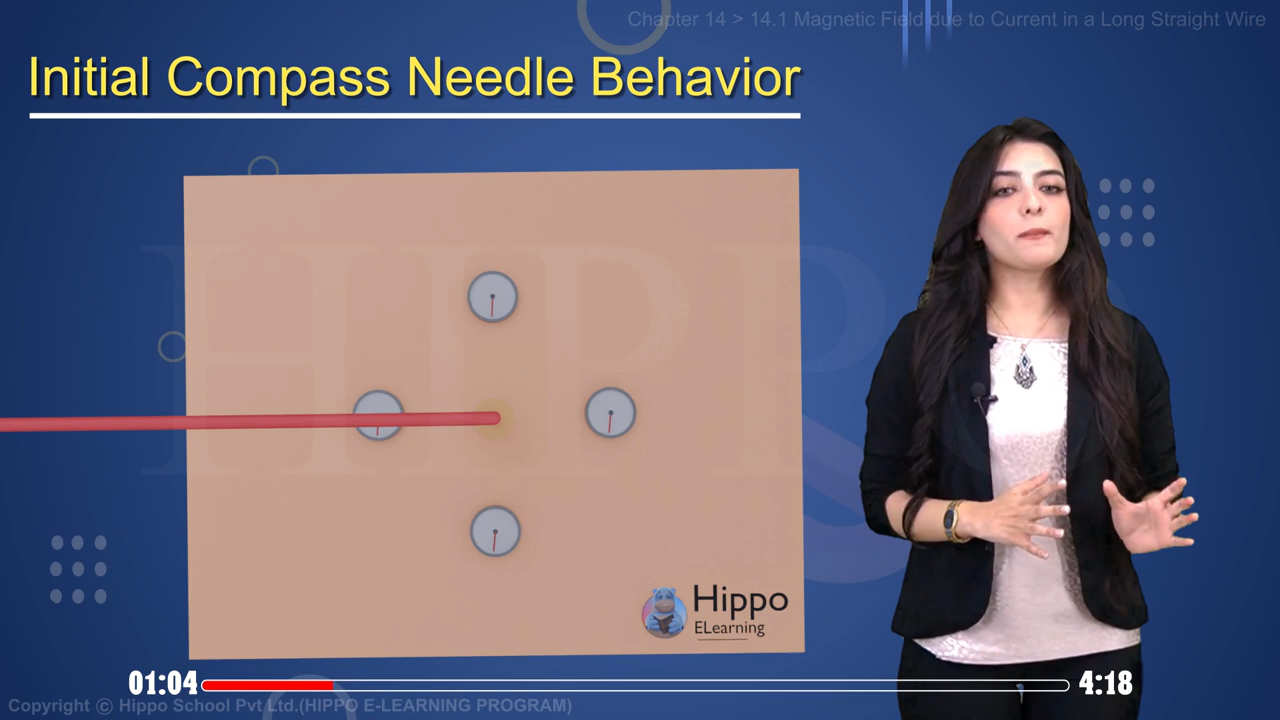 Chapter 14 > 14.1 Magnetic Field due to Current in a Long Straight Wire
Initial Compass Needle Behavior
HIPPO
Hippo
ELearning
01:04
4:18
Copyright © Hippo School Pvt Ltd.(HIPPO E-LEARNING PROGRAM)